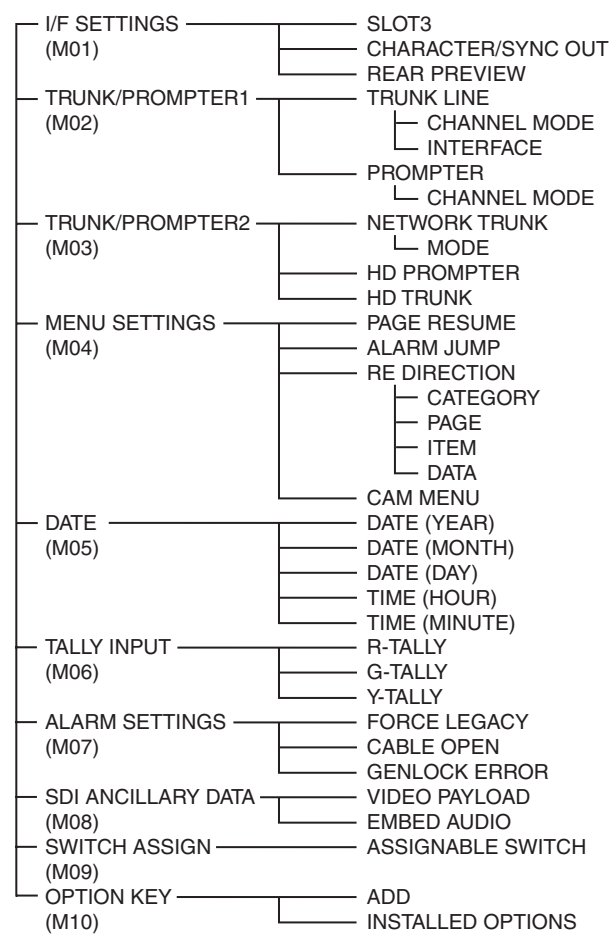 I/F SETTINGS SLOT3
(M01) CHARACTER/SYNC OUT
REAR PREVIEW
TRUNK/PROMPTER1 TRUNK LINE
(M02) CHANNEL MODE
INTERFACE
PROMPTER
CHANNEL MODE
TRUNK/PROMPTER2 NETWORK TRUNK
(M03) MODE
HD PROMPTER
HD TRUNK
MENU SETTINGS PAGE RESUME
(M04) ALARM JUMP
RE DIRECTION
CATEGORY
PAGE
ITEM
DATA
CAM MENU
DATE DATE (YEAR)
(M05) DATE (MONTH)
DATE (DAY)
TIME (HOUR)
TIME (MINUTE)
TALLY INPUT R-TALLY
(M06) G-TALLY
Y-TALLY
ALARM SETTINGS FORCE LEGACY
(M07) CABLE OPEN
GENLOCK ERROR
SDI ANCILLARY DATA VIDEO PAYLOAD
(M08) EMBED AUDIO
SWITCH ASSIGN ASSIGNABLE SWITCH
(M09)
OPTION KEY ADD
(M10) INSTALLED OPTIONS